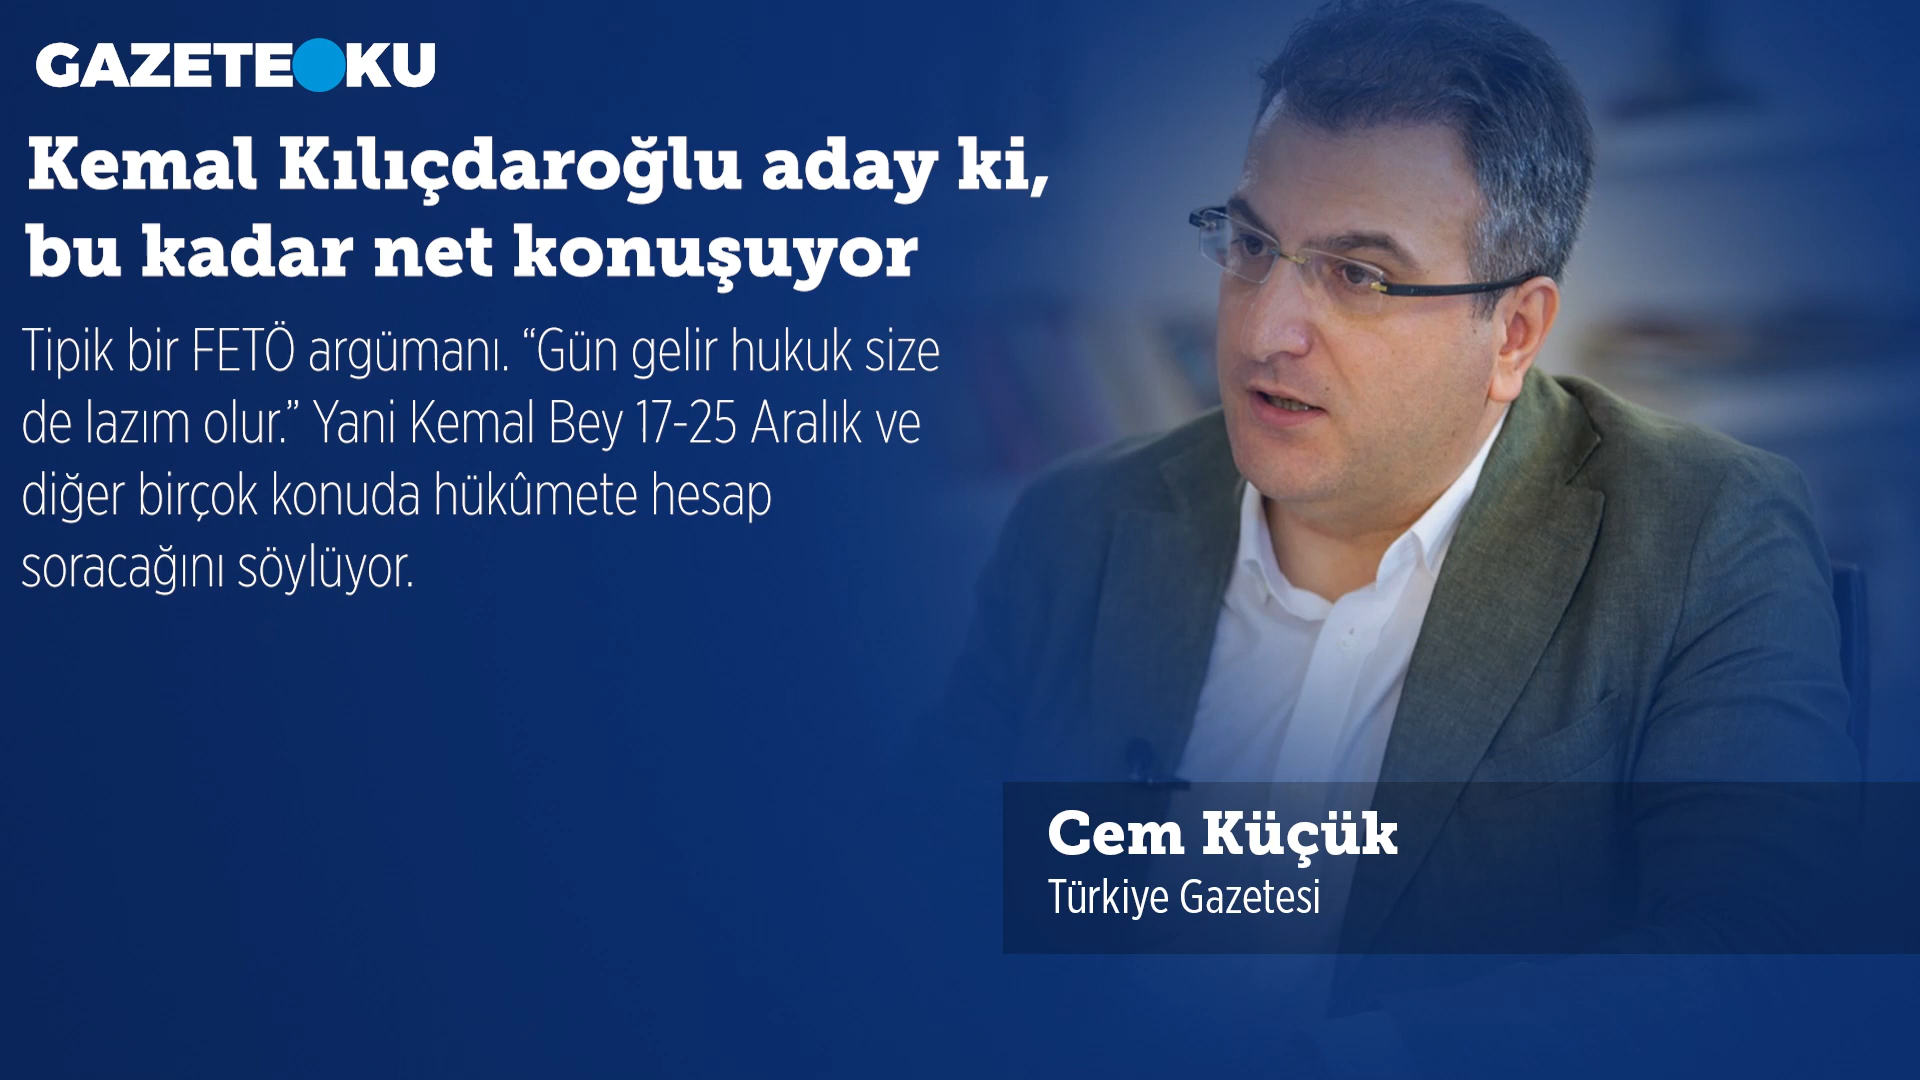 GAZETEOKU
Kemal Kılıçdaroğlu aday ki,
bu kadar net konuşuyor
Tipik bir FETÖ argümanı. “Gün gelir hukuk size
de lazım olur.” Yani Kemal Bey 17-25 Aralık ve
diğer birçok konuda hükûmete hesap
soracağını söylüyor.
Cem Küçük
Türkiye Gazetesi